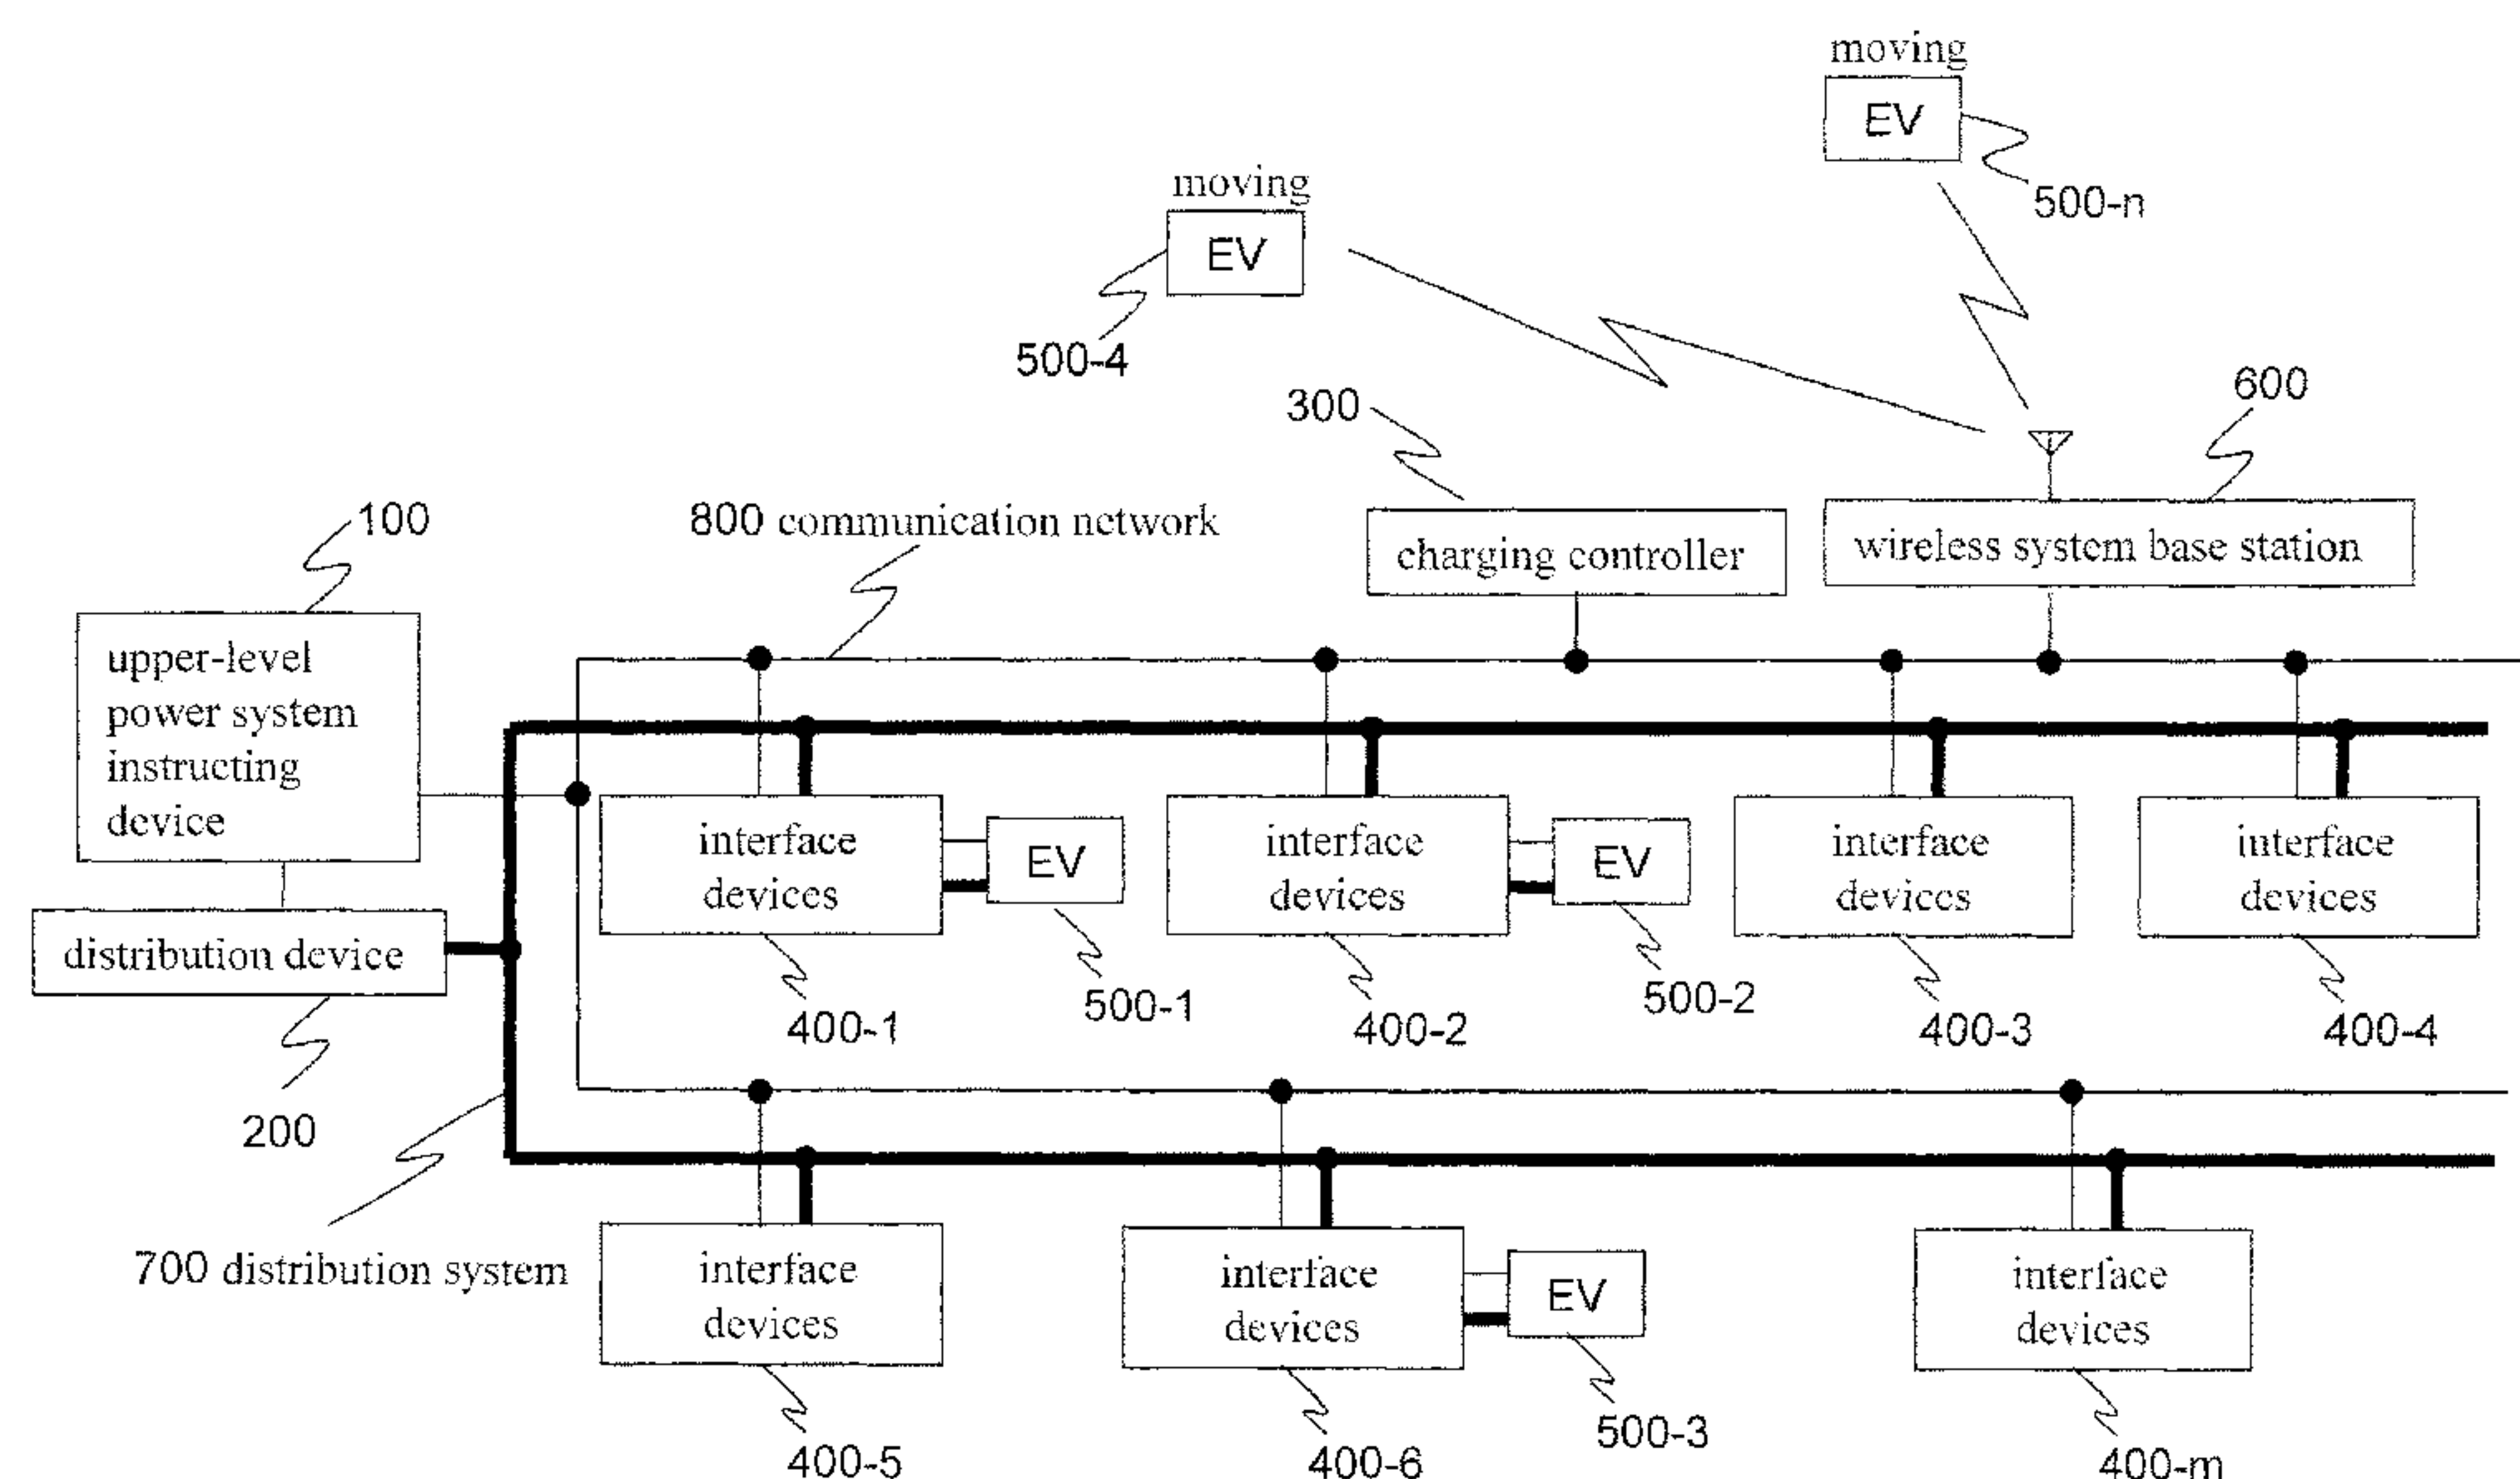 moving
EV
500-n
moving
EV
500-4
300
600
100
800 communication network
charging controller
wireless system base station
upper-level
power system
instructing
device
interface
devices
EV
interface
devices
EV
interface
devices
interface
devices
distribution device
500-1
500-2
400-1
400-2
400-3
400-4
200
700 distribution system
interface
devices
interface
devices
EV
interface
devices
500-3
400-5
400-6
400-m